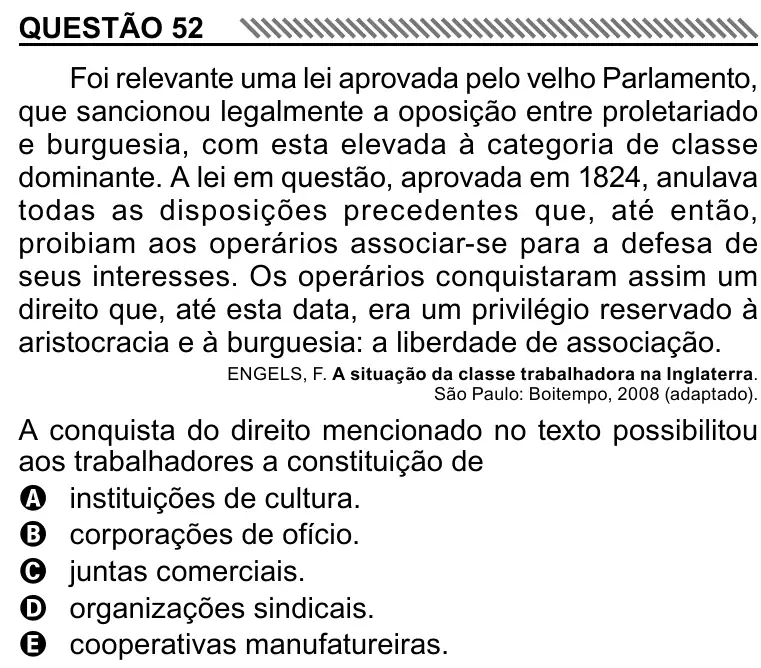 QUESTÃO 52
Foi relevante uma lei aprovada pelo velho Parlamento,
que sancionou legalmente a oposição entre proletariado
e burguesia, com esta elevada à categoria de classe
dominante. A lei em questão, aprovada em 1824, anulava
todas as disposições precedentes que, até então,
proibiam aos operários associar-se para a defesa de
seus interesses. Os operários conquistaram assim um
direito que, até esta data, era um privilégio reservado à
aristocracia e à burguesia: a liberdade de associação.
ENGELS, F. A situação da classe trabalhadora na Inglaterra.
São Paulo: Boitempo, 2008 (adaptado).
A conquista do direito mencionado no texto possibilitou
aos trabalhadores a constituição de
A instituições de cultura.
B corporações de ofício.
C juntas comerciais.
D organizações sindicais.
E cooperativas manufatureiras.